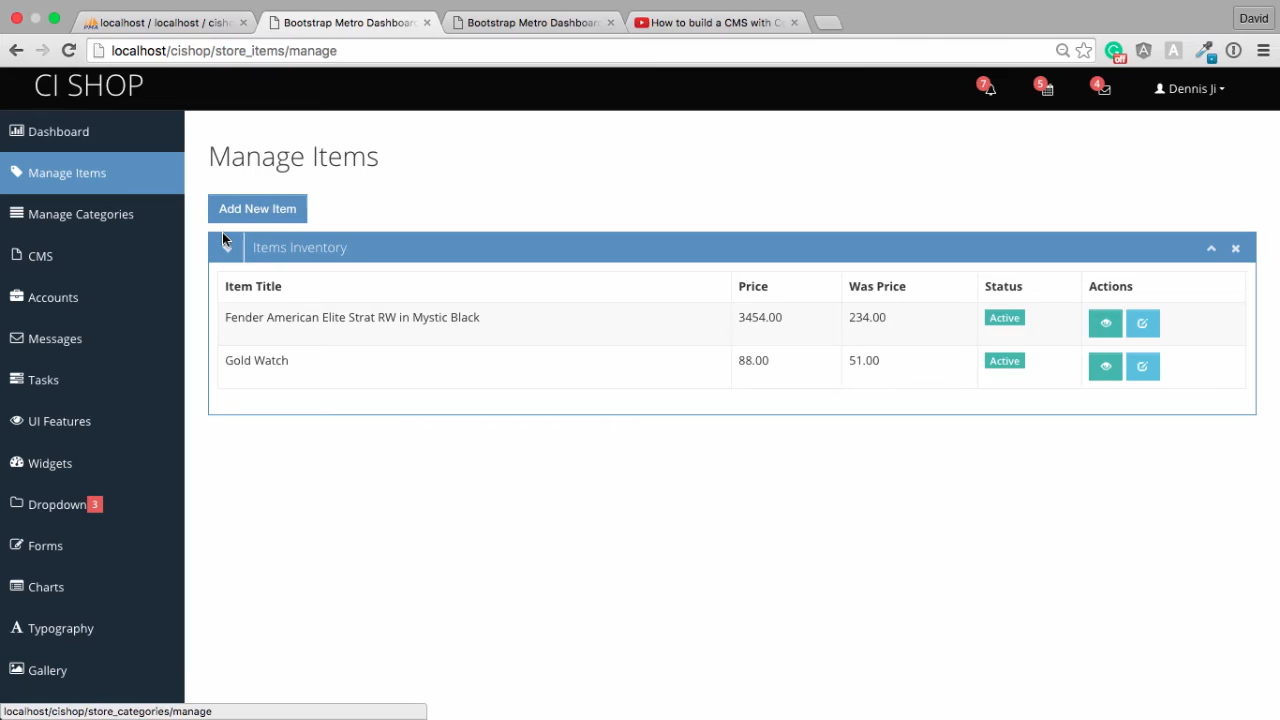 localhost / localhost / cish
Bootstrap Metro Dashboar
Bootstrap Metro Dashboar
How to build a CMS with C
David
localhost/cishop/store_items/manage
off
A
CI SHOP
7
5
4
Dennis Ji
Dashboard
Manage Items
Manage Categories
CMS
Accounts
Messages
Tasks
UI Features
Widgets
Dropdown 3
Forms
Charts
Typography
Gallery
Manage Items
Add New Item
Items Inventory
Item Title Price Was Price Status Actions
Fender American Elite Strat RW in Mystic Black 3454.00 234.00 Active
Gold Watch 88.00 51.00 Active
localhost/cishop/store_categories/manage